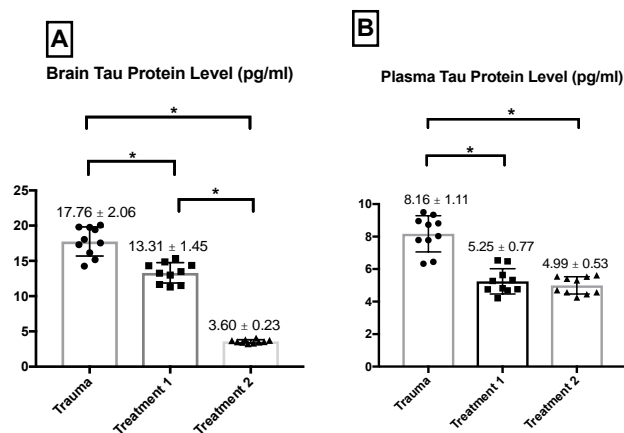 A
Brain Tau Protein Level (pg/ml)
*
*
*
25
20
15
10
5
0
17.76 ± 2.06
13.31 ± 1.45
3.60 ± 0.23
Trauma
Treatment 1
Treatment 2
B
Plasma Tau Protein Level (pg/ml)
*
*
10
8
6
4
2
0
8.16 ± 1.11
5.25 ± 0.77
4.99 ± 0.53
Trauma
Treatment 1
Treatment 2